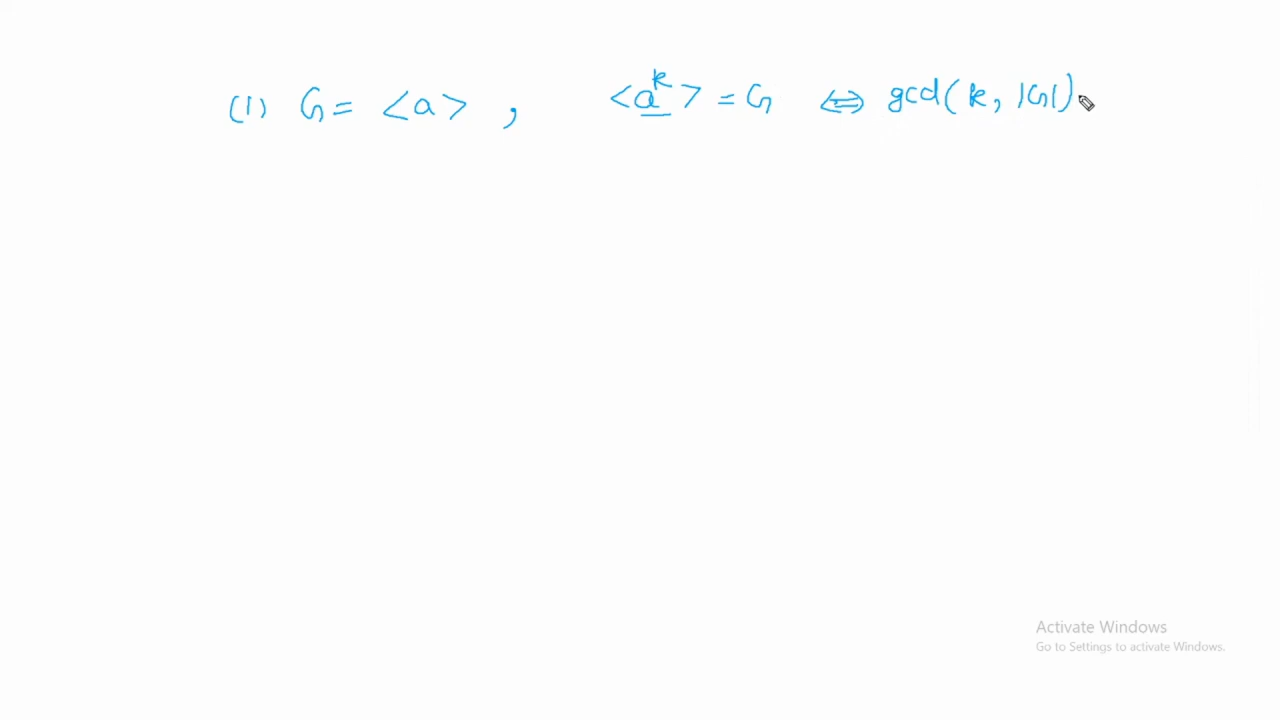 (1) G = <a> , <a^k> = G ⇔ gcd(k, |G|)
Activate Windows
Go to Settings to activate Windows.